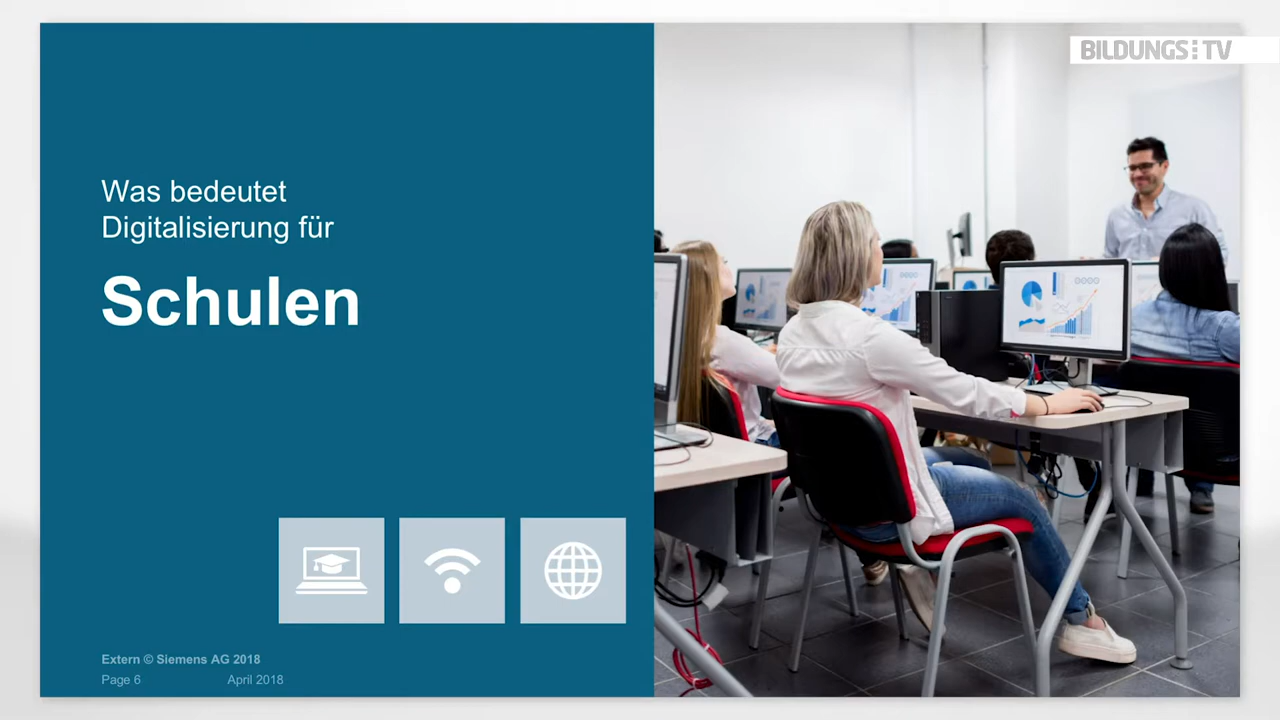 BILDUNGS:TV
Was bedeutet
Digitalisierung für
Schulen
Extern © Siemens AG 2018
Page 6 April 2018